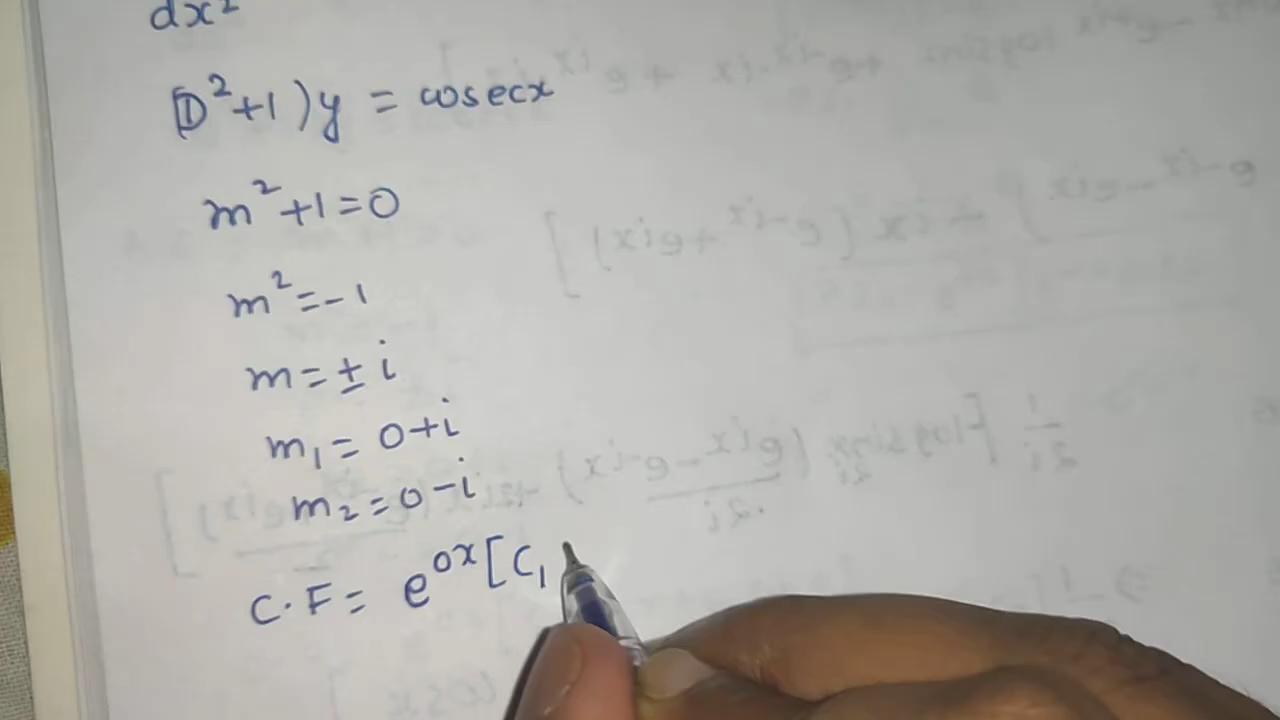 dx²
(D²+1)y = cosecx
m²+1=0
m²=-1
m=± i
m₁ = 0+i
m₂ = 0-i
C.F = e^0x [C₁